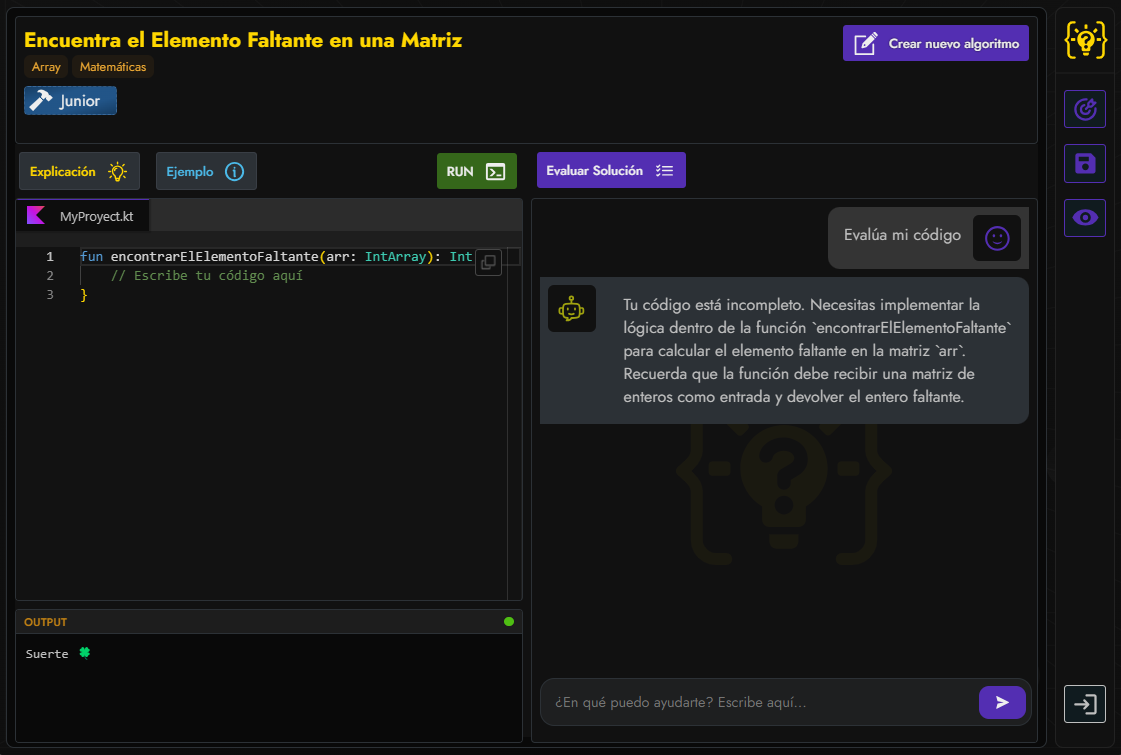 Encuentra el Elemento Faltante en una Matriz
Array Matemáticas
Junior
Crear nuevo algoritmo
Explicación Ejemplo RUN Evaluar Solución
MyProyect.kt
1 fun encontrarElElementoFaltante(arr: IntArray): Int
2 // Escribe tu código aquí
3 }
OUTPUT
Suerte
Evalúa mi código
Tu código está incompleto. Necesitas implementar la
lógica dentro de la función `encontrarElElementoFaltante`
para calcular el elemento faltante en la matriz `arr`.
Recuerda que la función debe recibir una matriz de
enteros como entrada y devolver el entero faltante.
¿En qué puedo ayudarte? Escribe aquí...